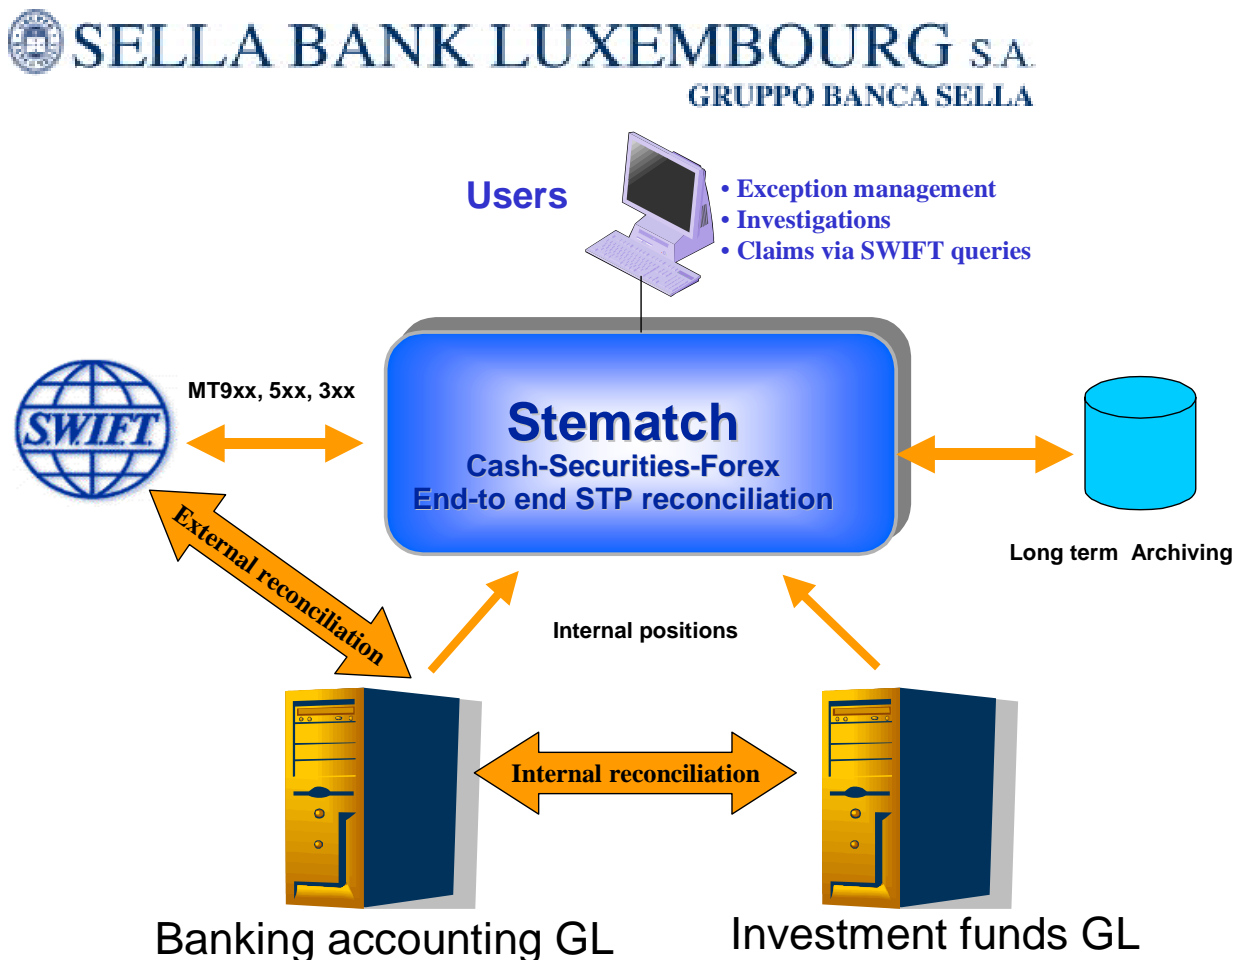 SELLA BANK LUXEMBOURG S.A.
GRUPPO BANCA SELLA
Users
• Exception management
• Investigations
• Claims via SWIFT queries
MT9xx, 5xx, 3xx
S.W.I.F.T.
Stematch
Cash-Securities-Forex
End-to end STP reconciliation
Long term Archiving
External reconciliation
Internal positions
Internal reconciliation
Banking accounting GL
Investment funds GL